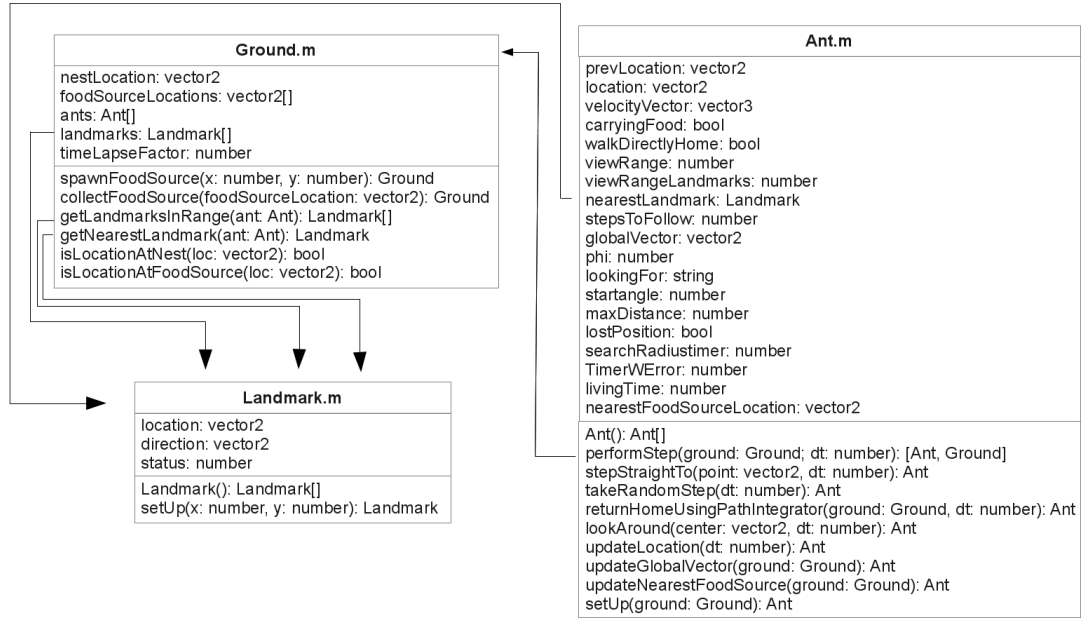 Ground.m
nestLocation: vector2
foodSourceLocations: vector2[]
ants: Ant[]
landmarks: Landmark[]
timeLapseFactor: number
spawnFoodSource(x: number, y: number): Ground
collectFoodSource(foodSourceLocation: vector2): Ground
getLandmarksInRange(ant: Ant): Landmark[]
getNearestLandmark(ant: Ant): Landmark
isLocationAtNest(loc: vector2): bool
isLocationAtFoodSource(loc: vector2): bool
Landmark.m
location: vector2
direction: vector2
status: number
Landmark(): Landmark[]
setUp(x: number, y: number): Landmark
Ant.m
prevLocation: vector2
location: vector2
velocityVector: vector3
carryingFood: bool
walkDirectlyHome: bool
viewRange: number
viewRangeLandmarks: number
nearestLandmark: Landmark
stepsToFollow: number
globalVector: vector2
phi: number
lookingFor: string
startangle: number
maxDistance: number
lostPosition: bool
searchRadiustimer: number
TimerWError: number
livingTime: number
nearestFoodSourceLocation: vector2
Ant(): Ant[]
performStep(ground: Ground; dt: number): [Ant, Ground]
stepStraightTo(point: vector2, dt: number): Ant
takeRandomStep(dt: number): Ant
returnHomeUsingPathIntegrator(ground: Ground, dt: number): Ant
lookAround(center: vector2, dt: number): Ant
updateLocation(dt: number): Ant
updateGlobalVector(ground: Ground): Ant
updateNearestFoodSource(ground: Ground): Ant
setUp(ground: Ground): Ant